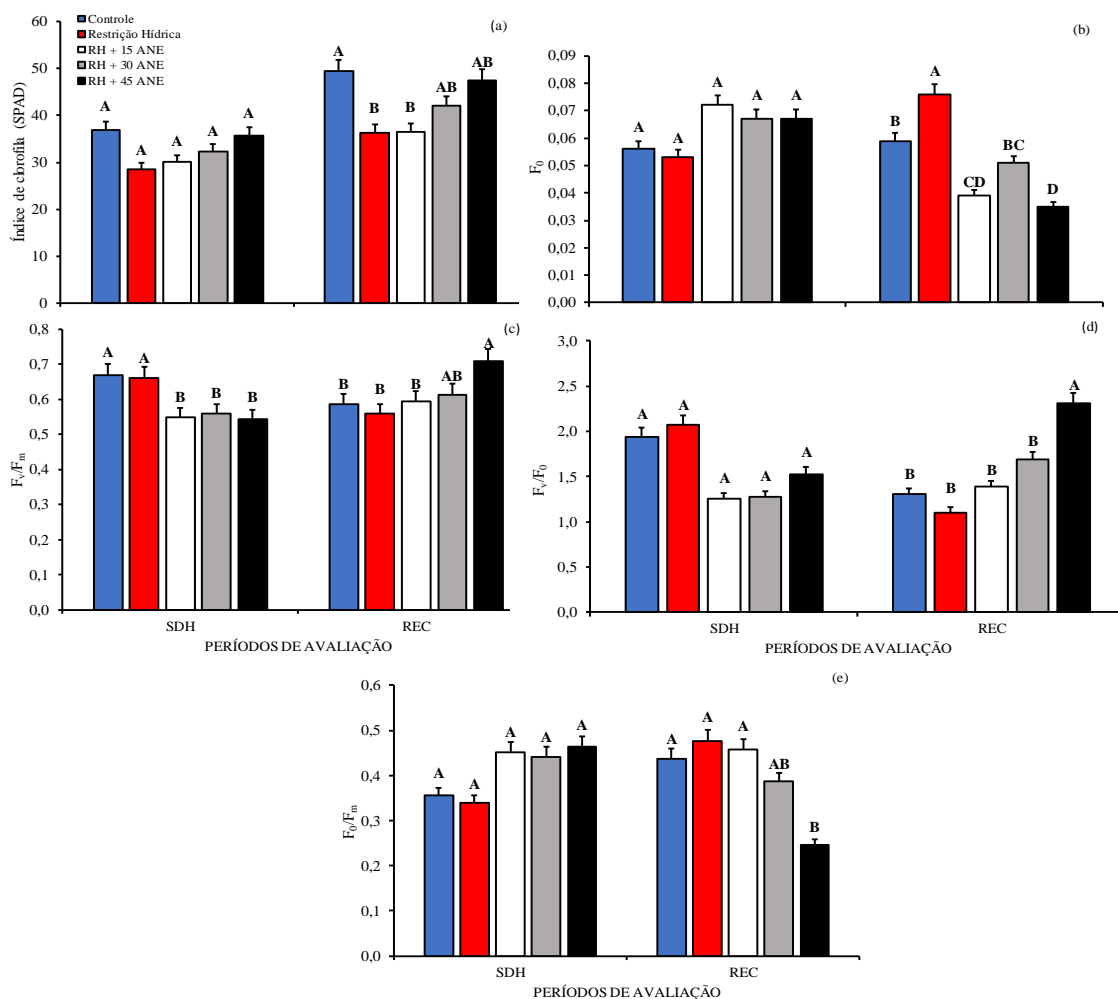 Controle
Restrição Hídrica
RH + 15 ANE
RH + 30 ANE
RH + 45 ANE
(a)
Índice de clorofila (SPAD)
60
50
40
30
20
10
0
A
A
A
A
A
A
B
B
AB
AB
(b)
F0
0,09
0,08
0,07
0,06
0,05
0,04
0,03
0,02
0,01
0,00
A
A
A
A
A
B
A
CD
BC
D
(c)
Fv/Fm
0,8
0,7
0,6
0,5
0,4
0,3
0,2
0,1
0,0
A
A
B
B
B
B
B
B
AB
A
SDH
REC
PERÍODOS DE AVALIAÇÃO
(d)
Fv/F0
3,0
2,5
2,0
1,5
1,0
0,5
0,0
A
A
A
A
A
B
B
B
B
A
SDH
REC
PERÍODOS DE AVALIAÇÃO
(e)
F0/Fm
0,6
0,5
0,4
0,3
0,2
0,1
0,0
A
A
A
A
A
A
A
A
AB
B
SDH
REC
PERÍODOS DE AVALIAÇÃO